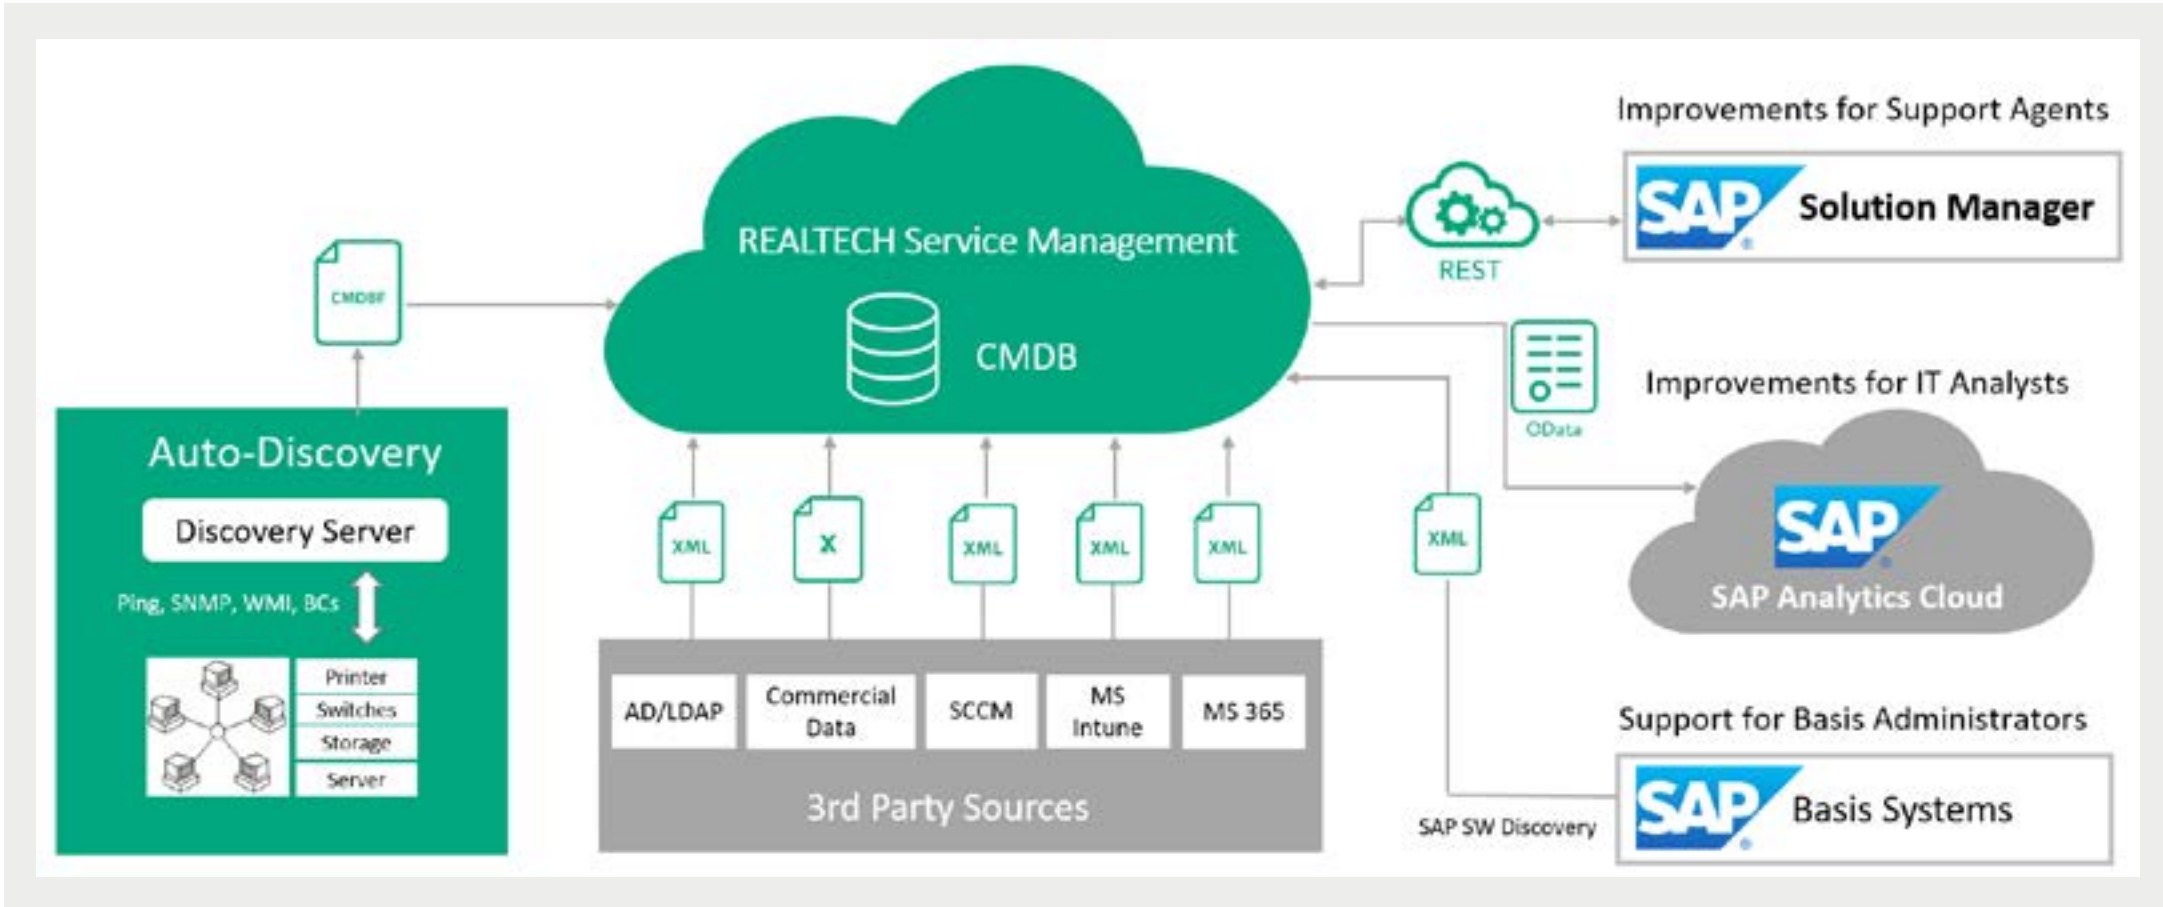 Improvements for Support Agents
SAP Solution Manager
REST
REALTECH Service Management
CMDB
CMDBF
OData
Improvements for IT Analysts
SAP
SAP Analytics Cloud
Auto-Discovery
Discovery Server
Ping, SNMP, WMI, BCs
Printer
Switches
Storage
Server
XML
X
XML
XML
XML
XML
AD/LDAP
Commercial
Data
SCCM
MS
Intune
MS 365
3rd Party Sources
Support for Basis Administrators
SAP Basis Systems
SAP SW Discovery